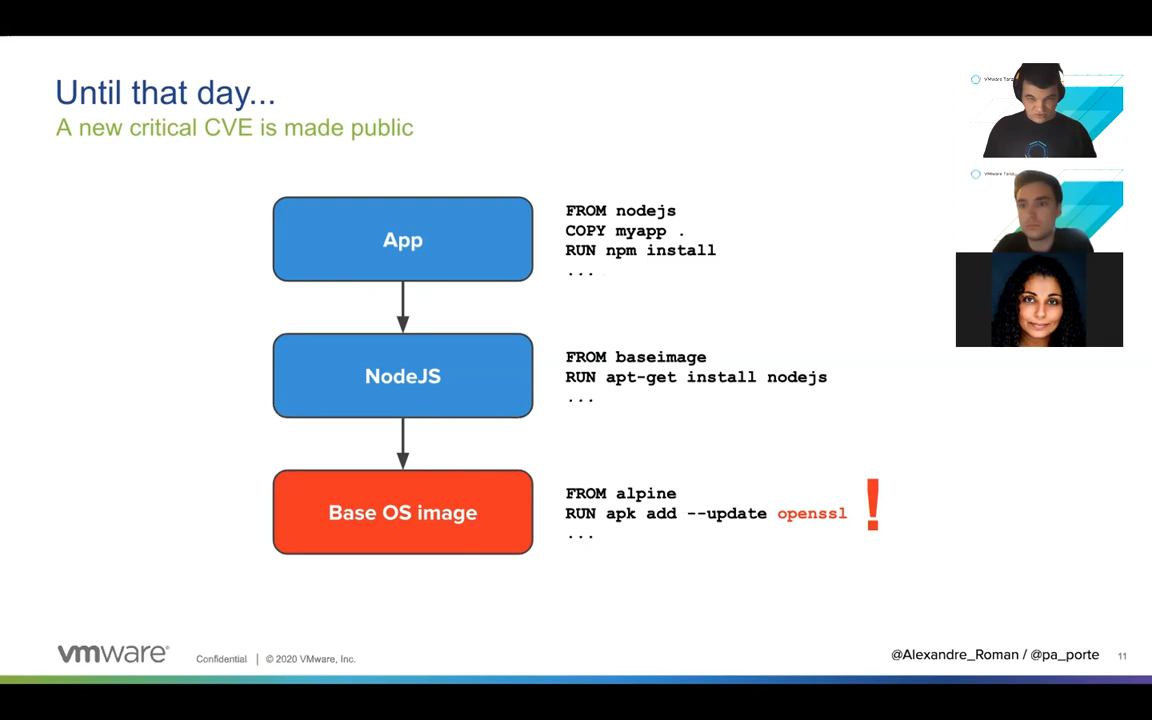 Until that day...
A new critical CVE is made public
App
FROM nodejs
COPY myapp .
RUN npm install
...
NodeJS
FROM baseimage
RUN apt-get install nodejs
...
Base OS image
FROM alpine
RUN apk add --update openssl
...
!
vmware®
Confidential | © 2020 VMware, Inc.
@Alexandre_Roman / @pa_porte
11